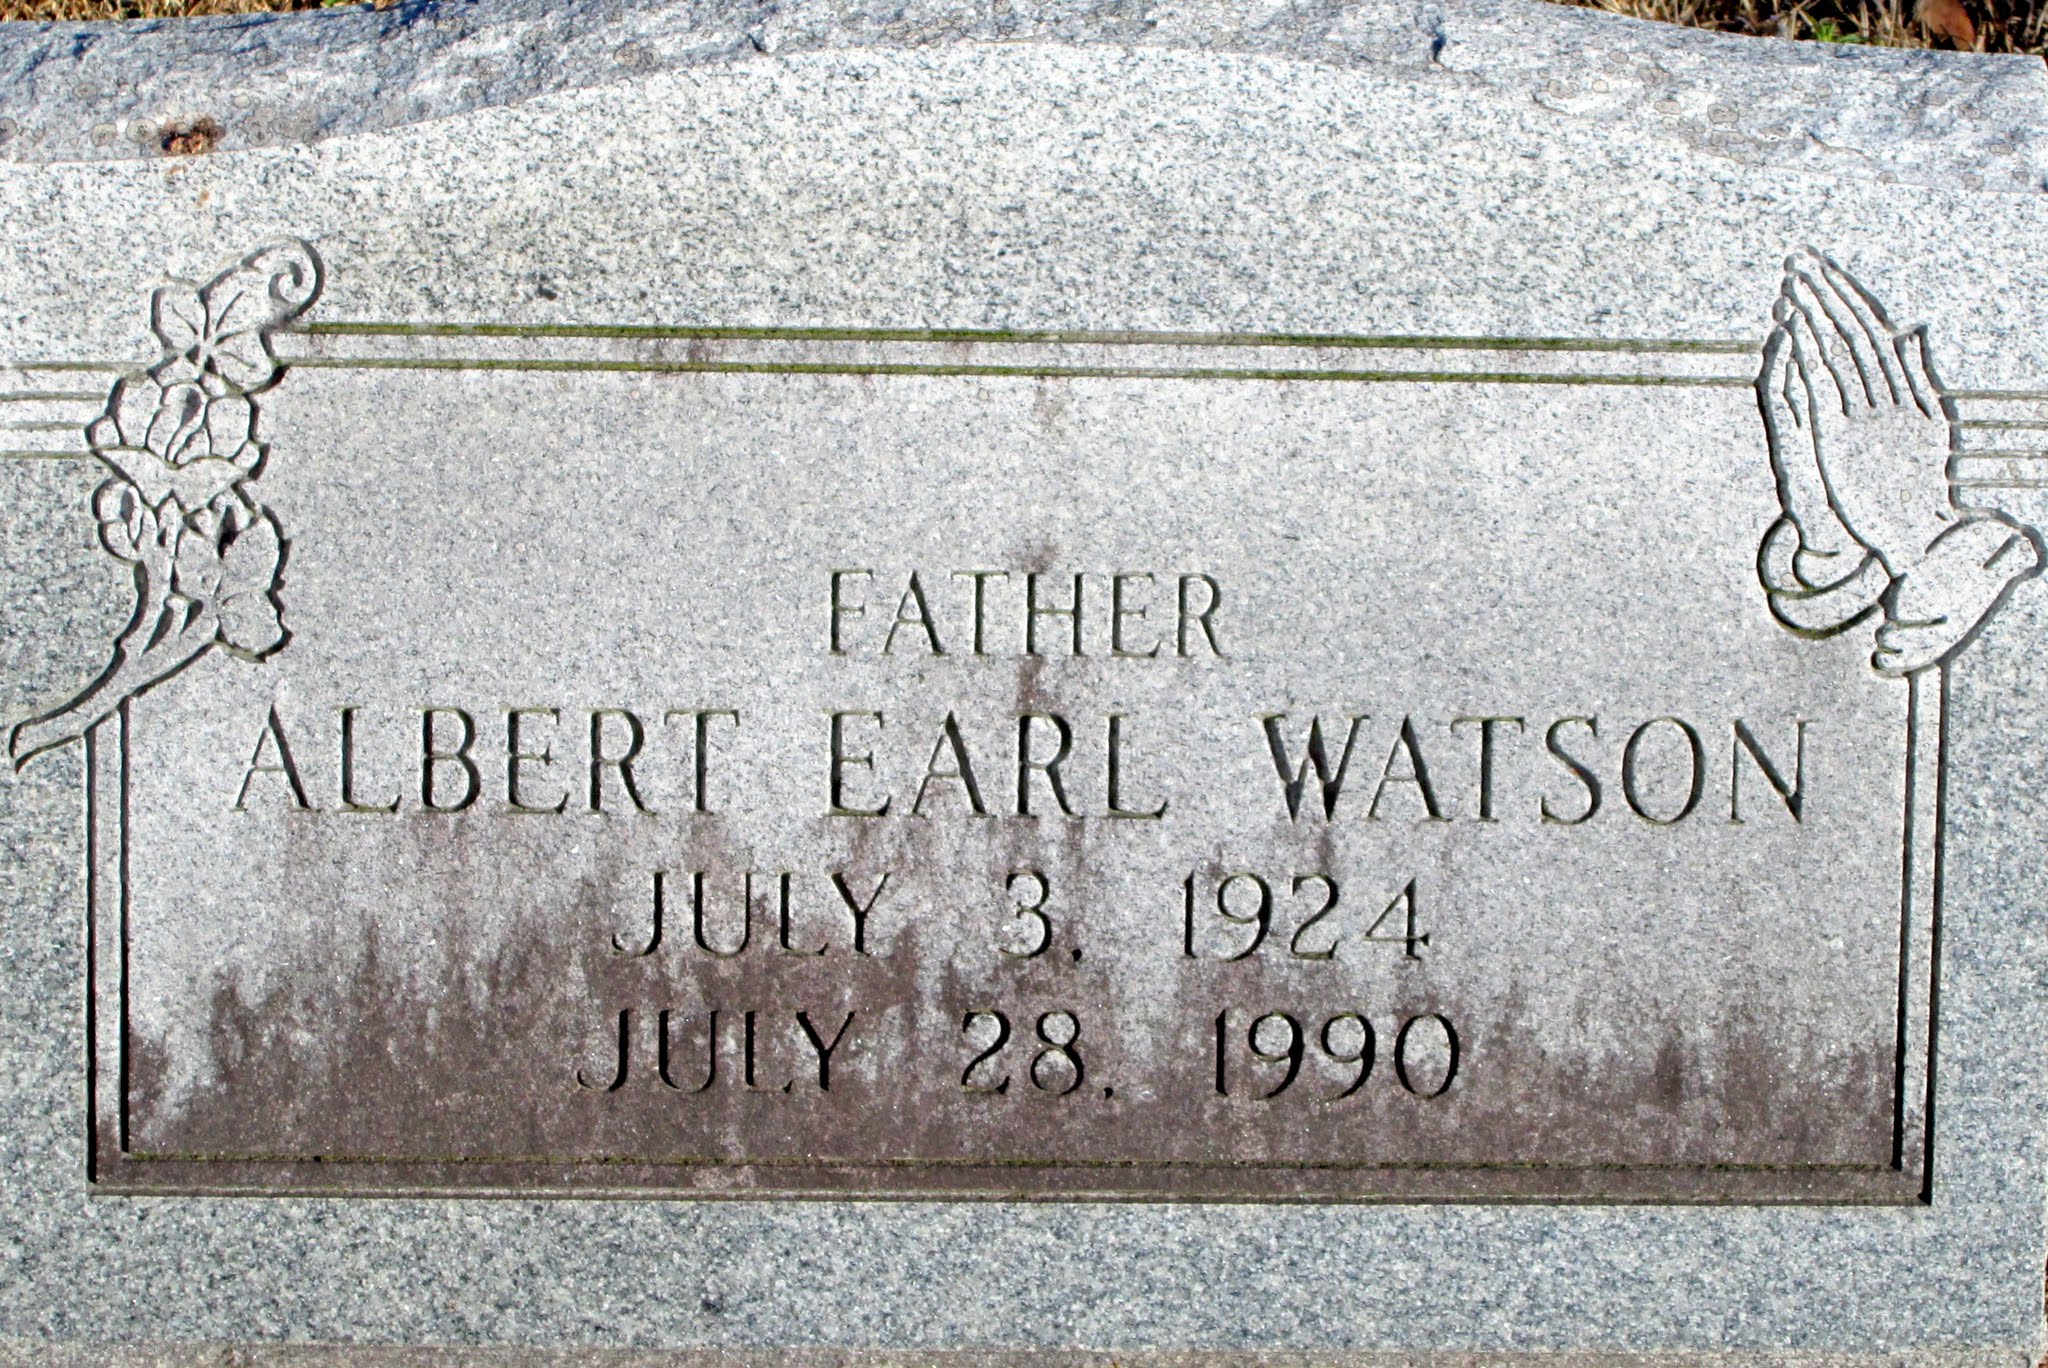 FATHER
ALBERT EARL WATSON
JULY 3, 1924
JULY 28, 1990